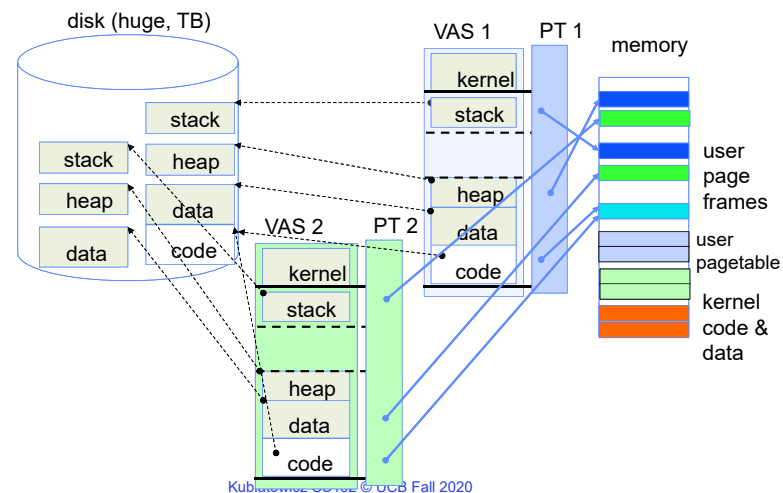 disk (huge, TB)
stack
heap
data
code
stack
heap
data
VAS 1
PT 1
kernel
stack
heap
data
code
VAS 2
PT 2
kernel
stack
heap
data
code
memory
user
page
frames
user
pagetable
kernel
code &
data
Kubiatowicz CS162 © UCB Fall 2020